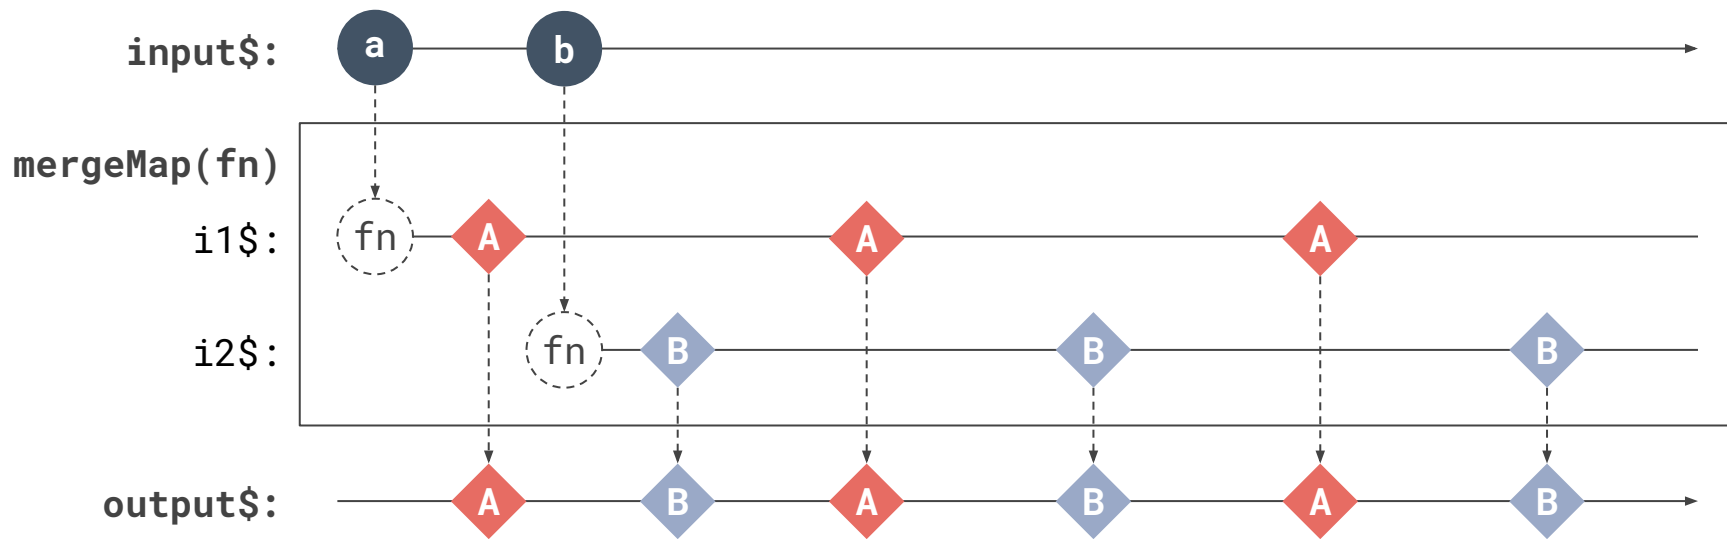 input$: a b
mergeMap(fn)
i1$: fn A A A
i2$: fn B B B
output$: A B A B A B